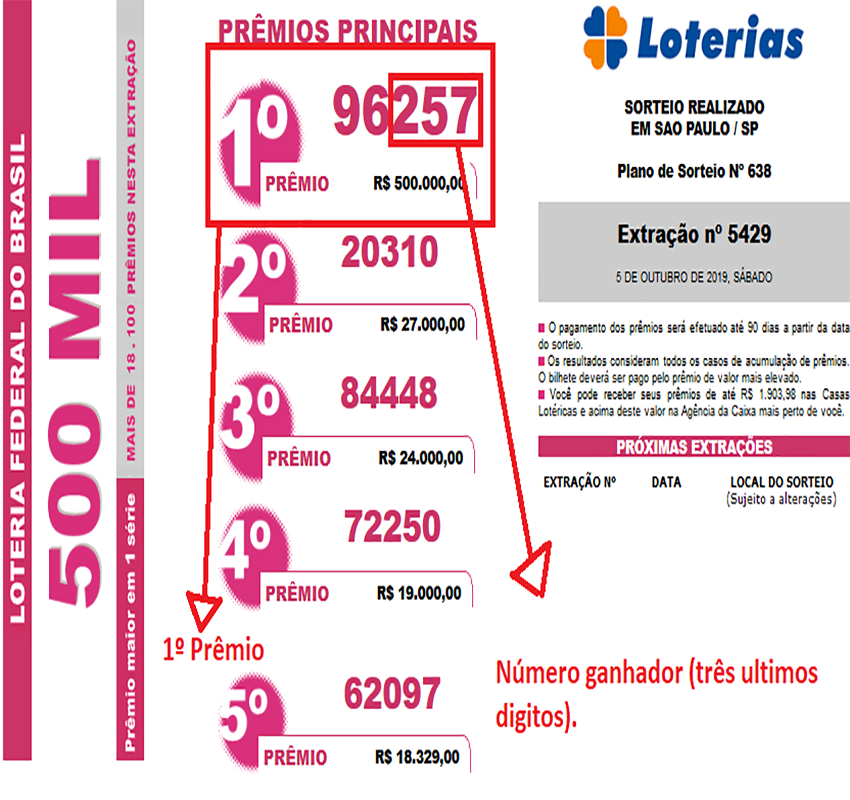 LOTERIA FEDERAL DO BRASIL
500 MIL
Prêmio maior em 1 série
MAIS DE 18.100 PRÊMIOS NESTA EXTRAÇÃO
PRÊMIOS PRINCIPAIS
1º
96257
PRÊMIO
R$ 500.000,00
2º
20310
PRÊMIO
R$ 27.000,00
3º
84448
PRÊMIO
R$ 24.000,00
4º
72250
PRÊMIO
R$ 19.000,00
1º Prêmio
5º
62097
PRÊMIO
R$ 18.329,00
Loterias
SORTEIO REALIZADO
EM SAO PAULO / SP
Plano de Sorteio Nº 638
Extração nº 5429
5 DE OUTUBRO DE 2019, SÁBADO
O pagamento dos prêmios será efetuado até 90 dias a partir da data
do sorteio.
Os resultados consideram todos os casos de acumulação de prêmios.
O bilhete deverá ser pago pelo prêmio de valor mais elevado.
Você pode receber seus prêmios de até R$ 1.903,98 nas Casas
Lotéricas e acima deste valor na Agência da Caixa mais perto de você.
PRÓXIMAS EXTRAÇÕES
EXTRAÇÃO Nº DATA LOCAL DO SORTEIO
(Sujeito a alterações)
Número ganhador (três ultimos
digitos).